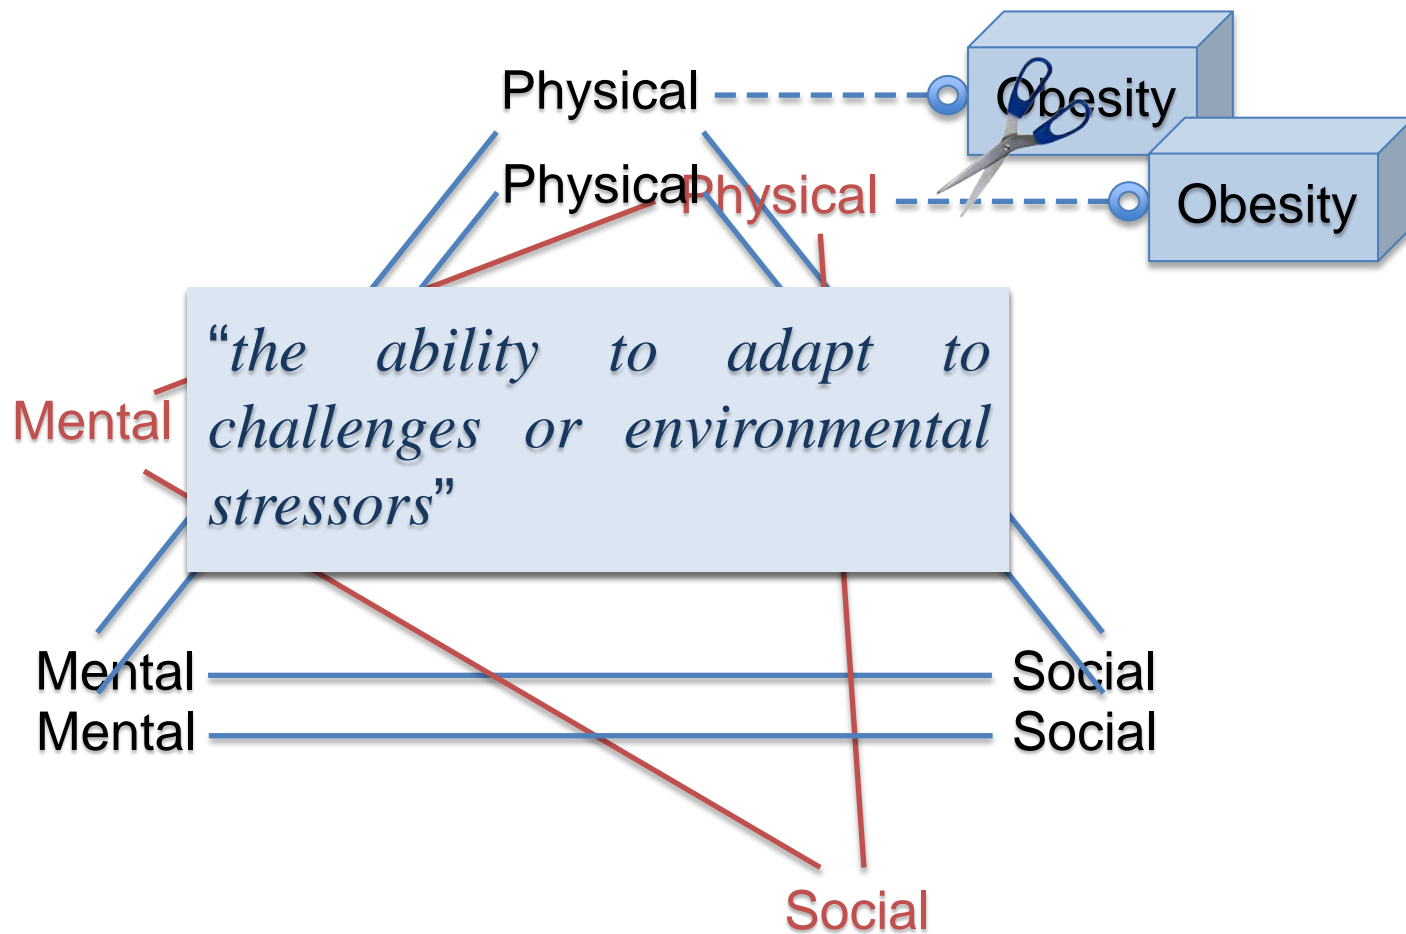 Physical
Obesity
Physical
Physical
Obesity
“the ability to adapt to
challenges or environmental
stressors”
Mental
Mental
Social
Mental
Social
Social